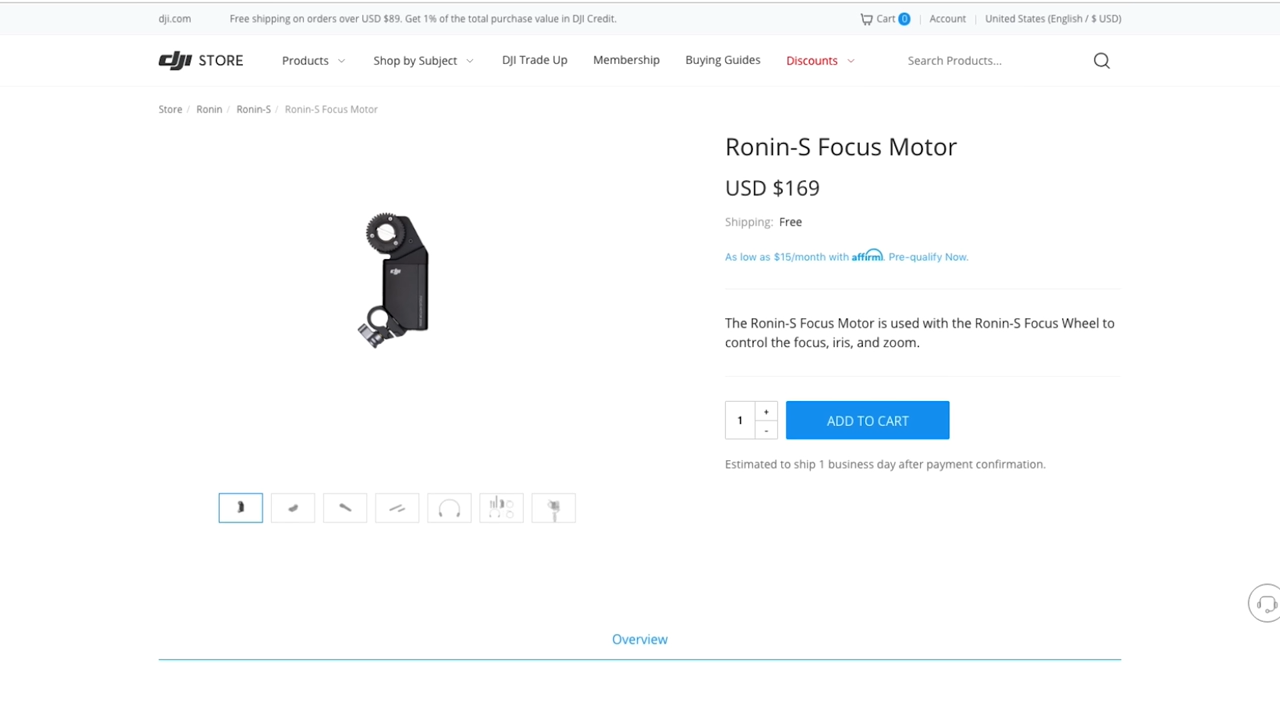 dji.com
Free shipping on orders over USD $89. Get 1% of the total purchase value in DJI Credit.
Cart 0
Account
United States (English / $ USD)
dji STORE
Products
Shop by Subject
DJI Trade Up
Membership
Buying Guides
Discounts
Search Products...
Store / Ronin / Ronin-S / Ronin-S Focus Motor
Ronin-S Focus Motor
USD $169
Shipping: Free
As low as $15/month with affirm. Pre-qualify Now.
The Ronin-S Focus Motor is used with the Ronin-S Focus Wheel to
control the focus, iris, and zoom.
1
+
-
ADD TO CART
Estimated to ship 1 business day after payment confirmation.
dji
Overview